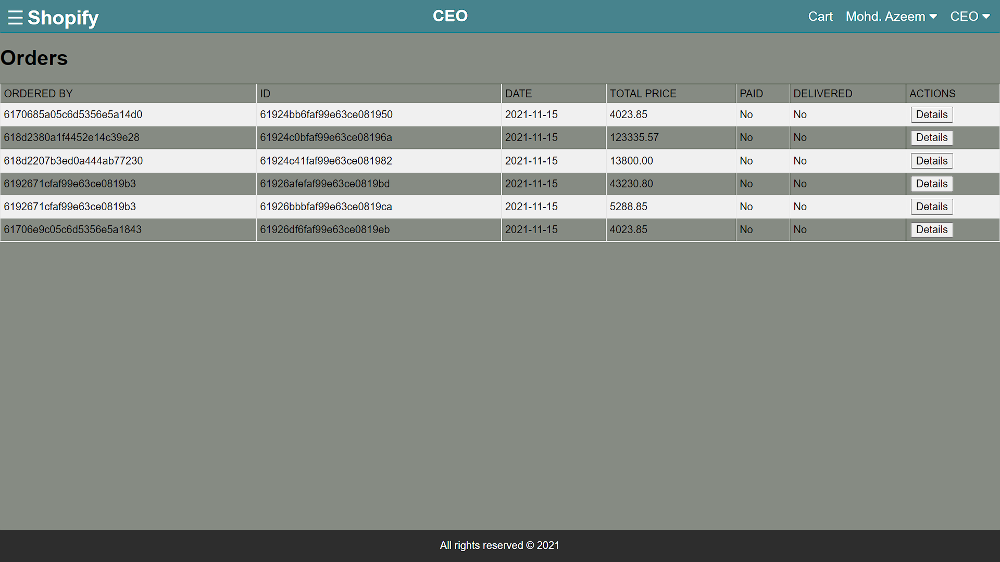 ☰ Shopify CEO Cart Mohd. Azeem CEO
Orders
ORDERED BY ID DATE TOTAL PRICE PAID DELIVERED ACTIONS
6170685a05c6d5356e5a14d0 61924bb6faf99e63ce081950 2021-11-15 4023.85 No No Details
618d2380a1f4452e14c39e28 61924c0bfaf99e63ce08196a 2021-11-15 123335.57 No No Details
618d2207b3ed0a444ab77230 61924c41faf99e63ce081982 2021-11-15 13800.00 No No Details
6192671cfaf99e63ce0819b3 61926afefaf99e63ce0819bd 2021-11-15 43230.80 No No Details
6192671cfaf99e63ce0819b3 61926bbbfaf99e63ce0819ca 2021-11-15 5288.85 No No Details
61706e9c05c6d5356e5a1843 61926df6faf99e63ce0819eb 2021-11-15 4023.85 No No Details
All rights reserved © 2021